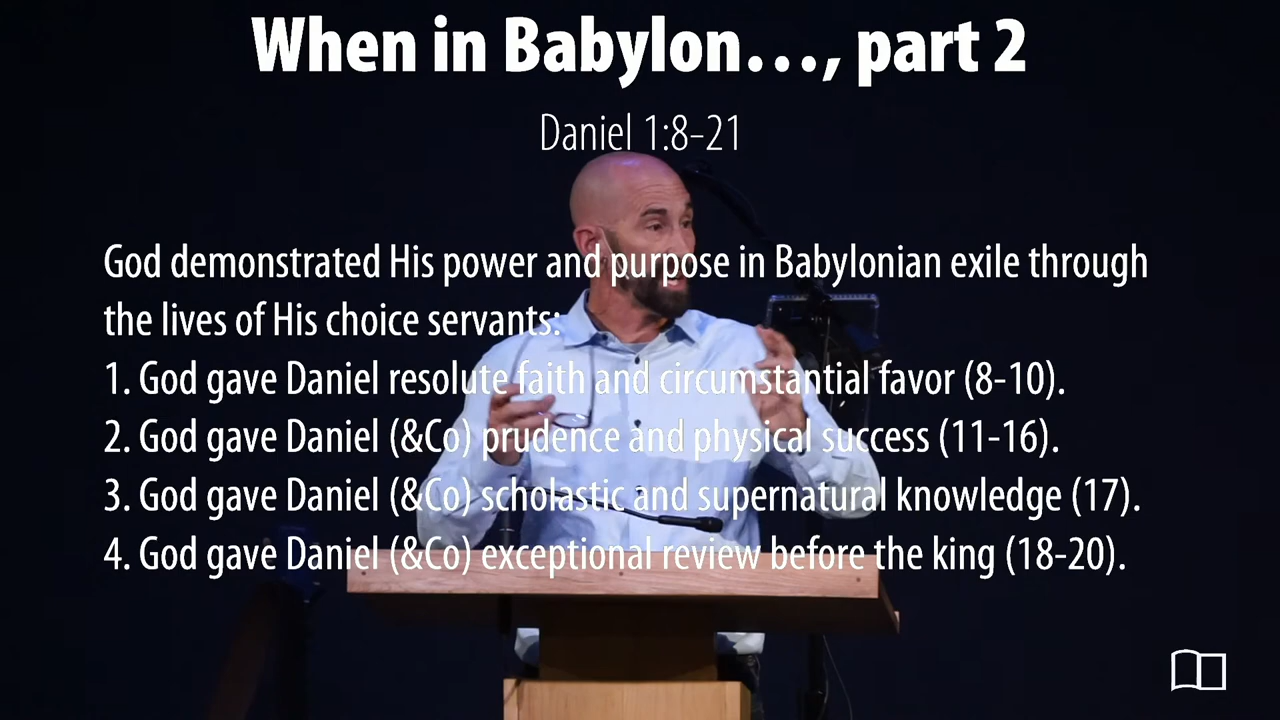 When in Babylon…, part 2
Daniel 1:8-21
God demonstrated His power and purpose in Babylonian exile through
the lives of His choice servants:
1. God gave Daniel resolute faith and circumstantial favor (8-10).
2. God gave Daniel (&Co) prudence and physical success (11-16).
3. God gave Daniel (&Co) scholastic and supernatural knowledge (17).
4. God gave Daniel (&Co) exceptional review before the king (18-20).